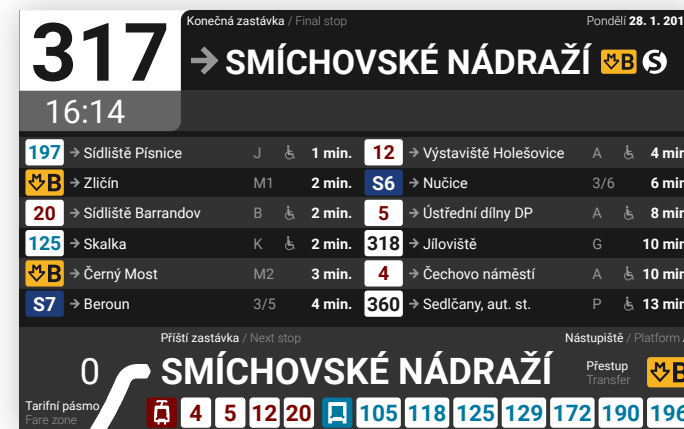 317
Konečná zastávka / Final stop
Pondělí 28. 1. 201
→ SMÍCHOVSKÉ NÁDRAŽÍ B S
16:14
197 → Sídliště Písnice J 1 min.
B → Zličín M1 2 min.
20 → Sídliště Barrandov B 2 min.
125 → Skalka K 2 min.
B → Černý Most M2 3 min.
S7 → Beroun 3/5 4 min.
12 → Výstaviště Holešovice A 4 min
S6 → Nučice 3/6 6 min
5 → Ústřední dílny DP A 8 min
318 → Jíloviště G 10 min
4 → Čechovo náměstí A 10 min
360 → Sedlčany, aut. st. P 13 min
Příští zastávka / Next stop
Nástupiště / Platform
0
SMÍCHOVSKÉ NÁDRAŽÍ
Přestup
Transfer
B
Tarifní pásmo
Fare zone
4 5 12 20 105 118 125 129 172 190 196